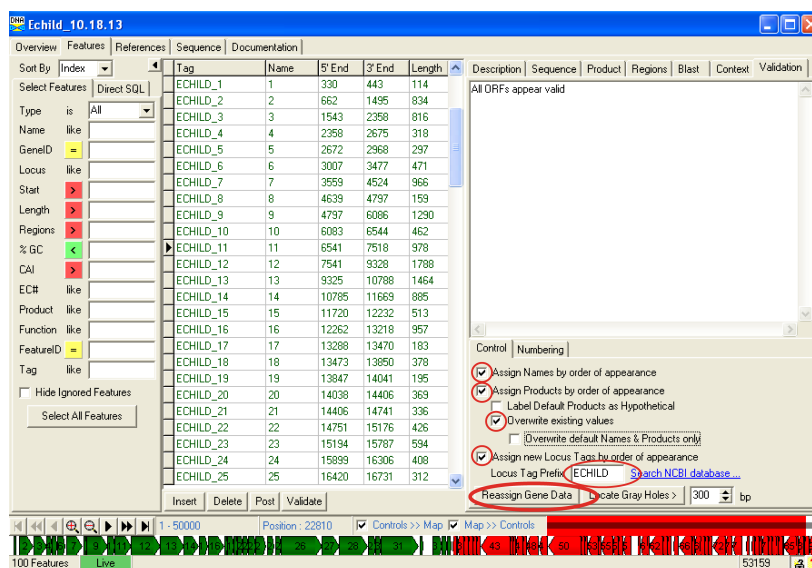 DNA Echild_10.18.13
Overview Features References Sequence Documentation
Sort By Index
Select Features Direct SQL
Type is All
Name like
GeneID =
Locus like
Start >
Length >
Regions >
% GC <
CAI >
EC# like
Product like
Function like
FeatureID =
Tag like
Hide Ignored Features
Select All Features
Tag Name 5' End 3' End Length
ECHILD_1 1 330 443 114
ECHILD_2 2 662 1495 834
ECHILD_3 3 1543 2358 816
ECHILD_4 4 2358 2675 318
ECHILD_5 5 2672 2968 297
ECHILD_6 6 3007 3477 471
ECHILD_7 7 3559 4524 966
ECHILD_8 8 4639 4797 159
ECHILD_9 9 4797 6086 1290
ECHILD_10 10 6083 6544 462
ECHILD_11 11 6541 7518 978
ECHILD_12 12 7541 9328 1788
ECHILD_13 13 9325 10788 1464
ECHILD_14 14 10785 11669 885
ECHILD_15 15 11720 12232 513
ECHILD_16 16 12262 13218 957
ECHILD_17 17 13288 13470 183
ECHILD_18 18 13473 13850 378
ECHILD_19 19 13847 14041 195
ECHILD_20 20 14038 14406 369
ECHILD_21 21 14406 14741 336
ECHILD_22 22 14751 15176 426
ECHILD_23 23 15194 15787 594
ECHILD_24 24 15899 16306 408
ECHILD_25 25 16420 16731 312
Insert Delete Post Validate
Description Sequence Product Regions Blast Context Validation
All ORFs appear valid
Control Numbering
Assign Names by order of appearance
Assign Products by order of appearance
Label Default Products as Hypothetical
Overwrite existing values
Overwrite default Names & Products only
Assign new Locus Tags by order of appearance
Locus Tag Prefix ECHILD Search NCBI database ...
Reassign Gene Data Locate Gray Holes > 300 bp
1 - 50000 Position : 22810 Controls >> Map Map >> Controls
9 12 13 26 27 28 31 43 50
100 Features Live 53159